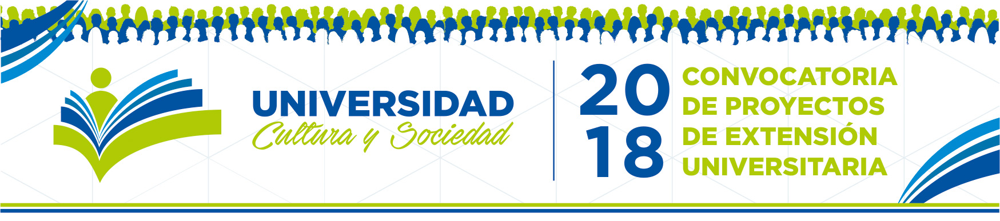 UNIVERSIDAD
Cultura y Sociedad
20
18
CONVOCATORIA
DE PROYECTOS
DE EXTENSIÓN
UNIVERSITARIA